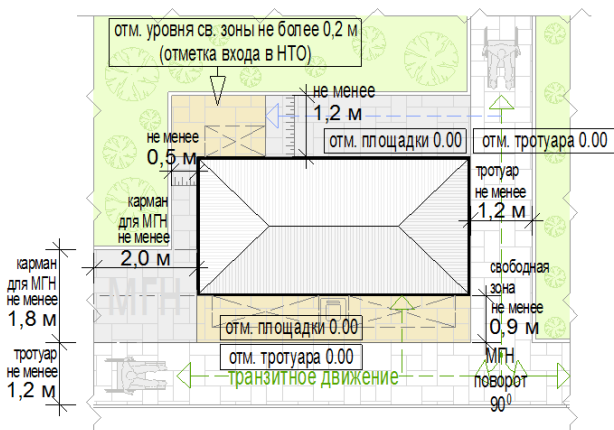 отм. уровня св. зоны не более 0,2 м
(отметка входа в НТО)
не менее
1,2 м
не менее
0,5 м
отм. площадки 0.00
отм. тротуара 0.00
тротуар
не менее
1,2 м
карман
для МГН
не менее
2,0 м
карман
для МГН
не менее
1,8 м
МГН
свободная
зона
не менее
0,9 м
отм. площадки 0.00
отм. тротуара 0.00
тротуар
не менее
1,2 м
транзитное движение
МГН
поворот
90⁰